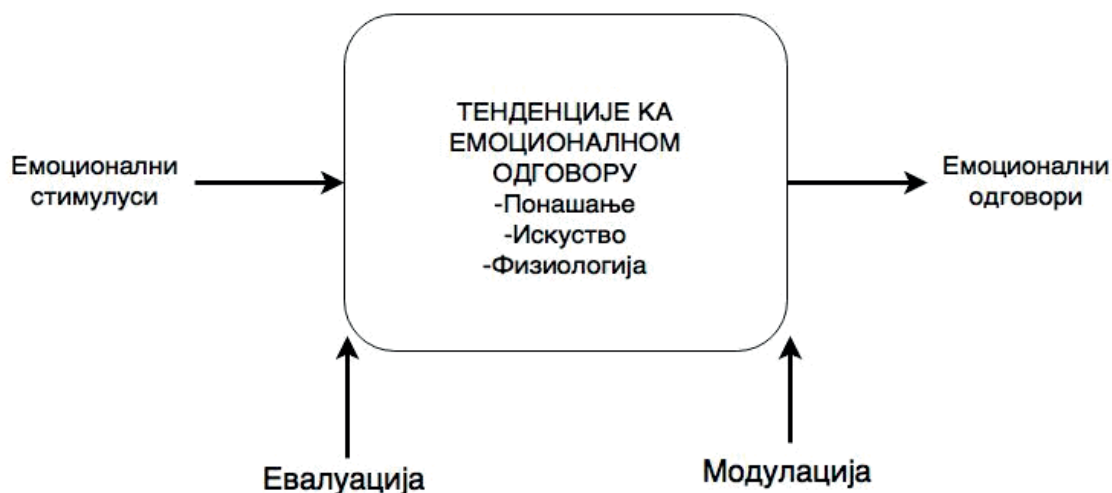 Емоционални
стимулуси
ТЕНДЕНЦИЈЕ КА
ЕМОЦИОНАЛНОМ
ОДГОВОРУ
-Понашање
-Искуство
-Физиологија
Емоционални
одговори
Евалуација
Модулација